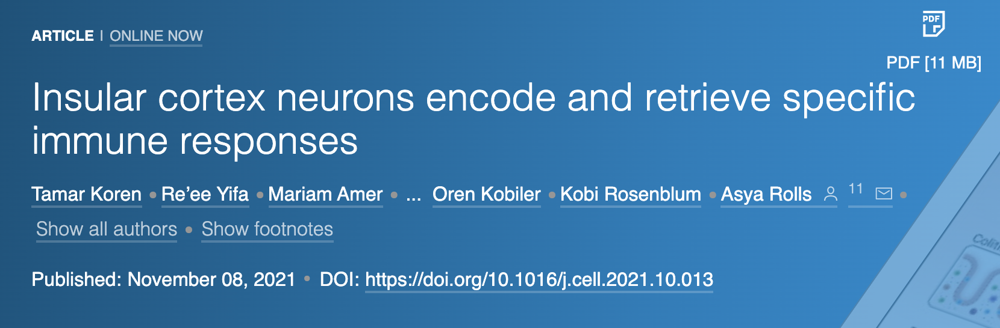 ARTICLE | ONLINE NOW
PDF
PDF [11 MB]
Insular cortex neurons encode and retrieve specific
immune responses
Tamar Koren • Re’ee Yifa • Mariam Amer • ... Oren Kobiler • Kobi Rosenblum • Asya Rolls 11 •
Show all authors • Show footnotes
Published: November 08, 2021 • DOI: https://doi.org/10.1016/j.cell.2021.10.013